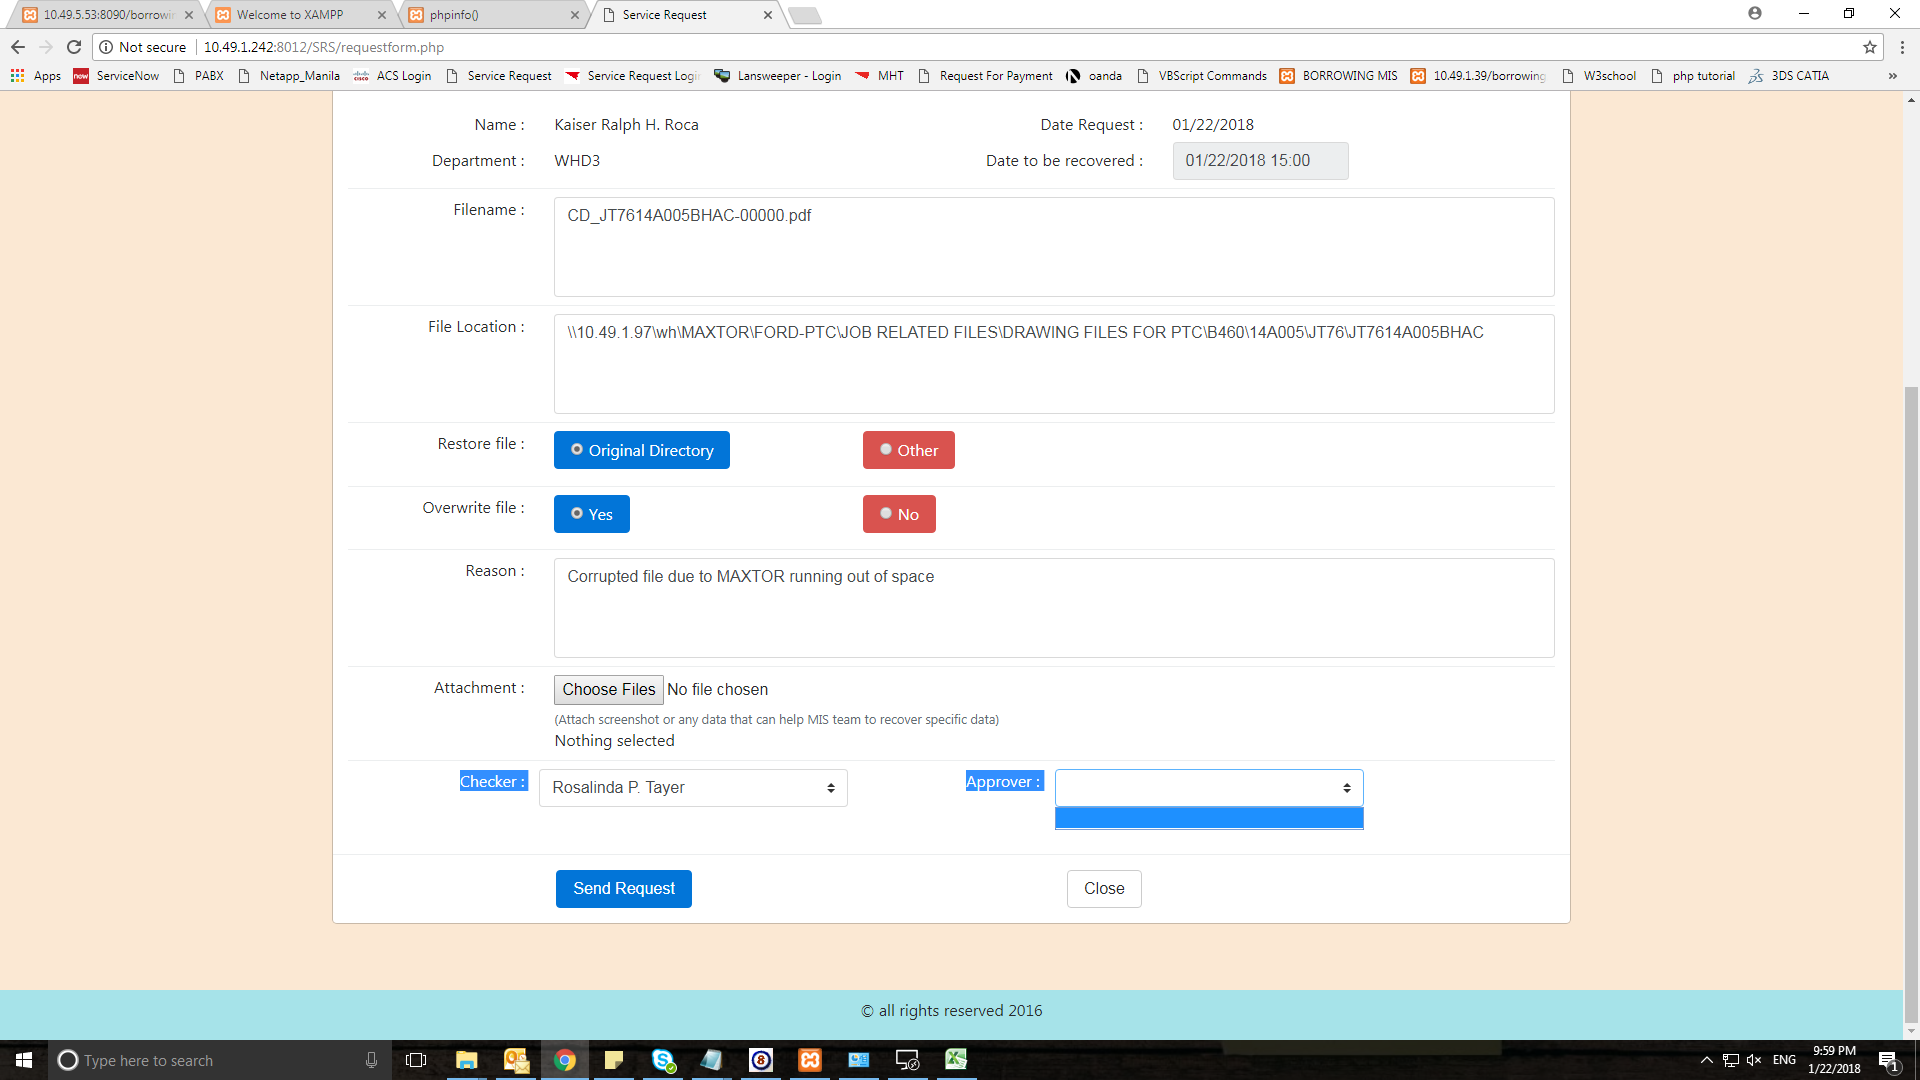 10.49.5.53:8090/borrowin
Welcome to XAMPP
phpinfo()
Service Request
Not secure
10.49.1.242:8012/SRS/requestform.php
Apps
now
ServiceNow
PABX
Netapp_Manila
cisco
ACS Login
Service Request
Service Request Logi
Lansweeper - Login
MHT
Request For Payment
oanda
VBScript Commands
BORROWING MIS
10.49.1.39/borrowing
W3school
php tutorial
3DS CATIA
»
Name :
Kaiser Ralph H. Roca
Date Request :
01/22/2018
Department :
WHD3
Date to be recovered :
01/22/2018 15:00
Filename :
CD_JT7614A005BHAC-00000.pdf
File Location :
\\10.49.1.97\wh\MAXTOR\FORD-PTC\JOB RELATED FILES\DRAWING FILES FOR PTC\B460\14A005\JT76\JT7614A005BHAC
Restore file :
Original Directory
Other
Overwrite file :
Yes
No
Reason :
Corrupted file due to MAXTOR running out of space
Attachment :
Choose Files
No file chosen
(Attach screenshot or any data that can help MIS team to recover specific data)
Nothing selected
Checker :
Rosalinda P. Tayer
Approver :
Send Request
Close
© all rights reserved 2016
Type here to search
8
ENG
9:59 PM
1/22/2018
1